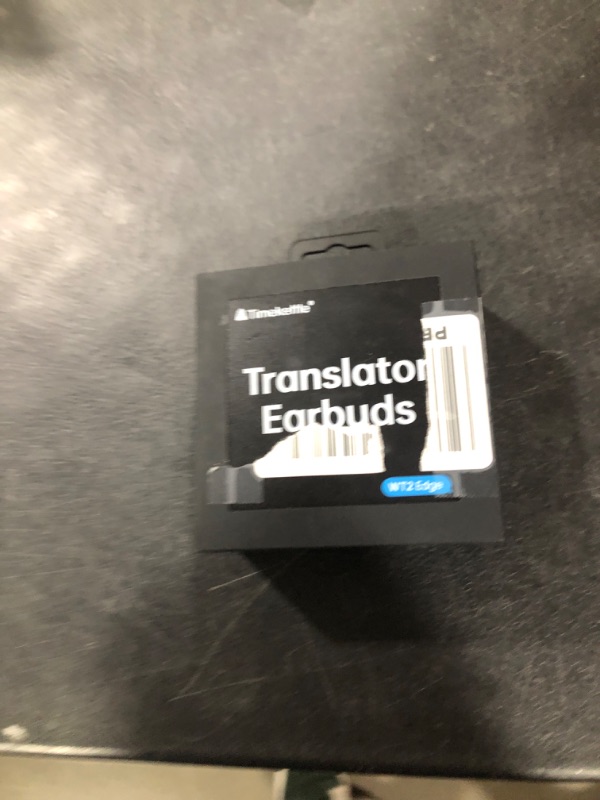 Timekettle
Translator
Earbuds
WT2 Edge